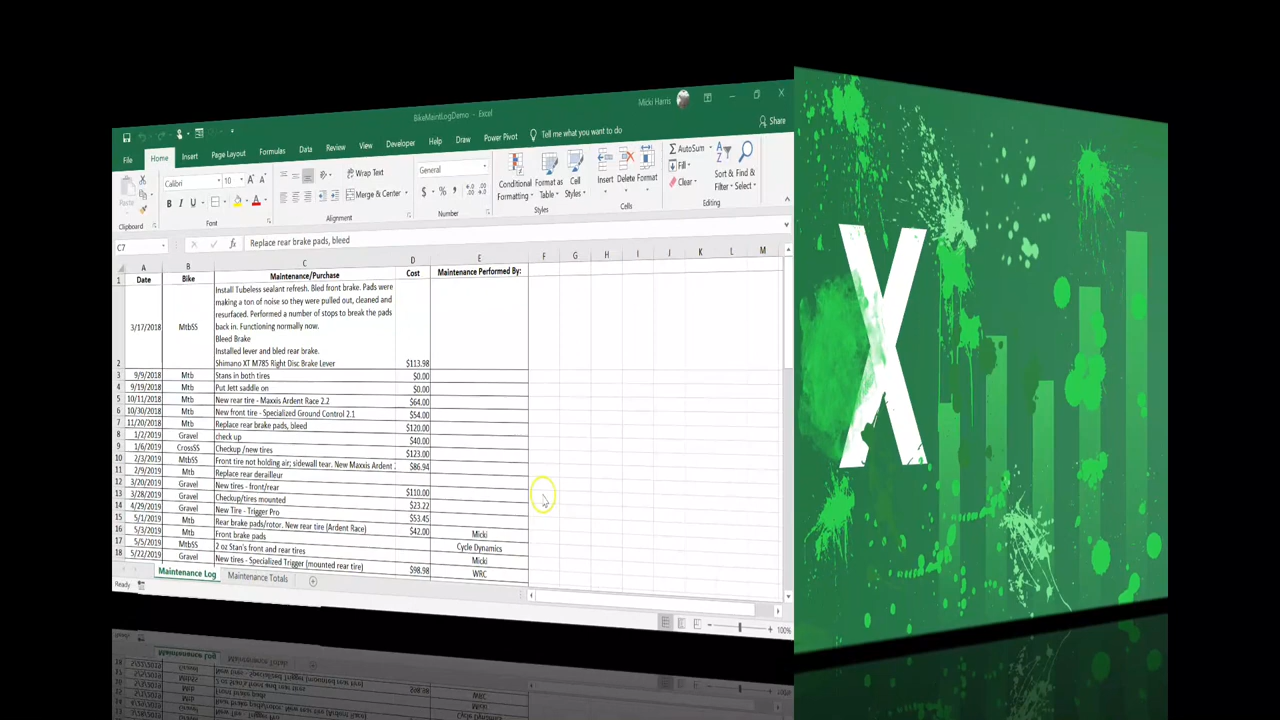 BikeMaintLogDemo - Excel
Micki Harris
File Home Insert Page Layout Formulas Data Review View Developer Help Draw Power Pivot Tell me what you want to do
Share
Paste
Calibri 10
B I U
Wrap Text
Merge & Center
General
$ % ,
Conditional Formatting
Format as Table
Cell Styles
Insert Delete Format
AutoSum
Fill
Clear
Sort & Filter
Find & Select
Clipboard Font Alignment Number Styles Cells Editing
C7 fx Replace rear brake pads, bleed
A B C D E F G H I J K L M
1 Date Bike Maintenance/Purchase Cost Maintenance Performed By:
Install Tubeless sealant refresh. Bled front brake. Pads were
making a ton of noise so they were pulled out, cleaned and
resurfaced. Performed a number of stops to break the pads
3/17/2018 MtbSS back in. Functioning normally now.
Bleed Brake
Installed lever and bled rear brake.
2 Shimano XT M785 Right Disc Brake Lever $113.98
3 9/9/2018 Mtb Stans in both tires $0.00
4 9/19/2018 Mtb Put Jett saddle on $0.00
5 10/11/2018 Mtb New rear tire - Maxxis Ardent Race 2.2 $64.00
6 10/30/2018 Mtb New front tire - Specialized Ground Control 2.1 $54.00
7 11/20/2018 Mtb Replace rear brake pads, bleed $120.00
8 1/2/2019 Gravel check up $40.00
9 1/6/2019 CrossSS Checkup /new tires $123.00
10 2/3/2019 MtbSS Front tire not holding air; sidewall tear. New Maxxis Ardent $86.94
11 2/9/2019 Mtb Replace rear derailleur
12 3/20/2019 Gravel New tires - front/rear $110.00
13 3/28/2019 Gravel Checkup/tires mounted $23.22
14 4/29/2019 Gravel New Tire - Trigger Pro $53.45
15 5/1/2019 Mtb Rear brake pads/rotor. New rear tire (Ardent Race) $42.00 Micki
16 5/3/2019 Mtb Front brake pads Cycle Dynamics
17 5/5/2019 MtbSS 2 oz Stan's front and rear tires Micki
18 5/22/2019 Gravel New tires - Specialized Trigger (mounted rear tire) $98.98 WRC
Maintenance Log Maintenance Totals
Ready
100%
X